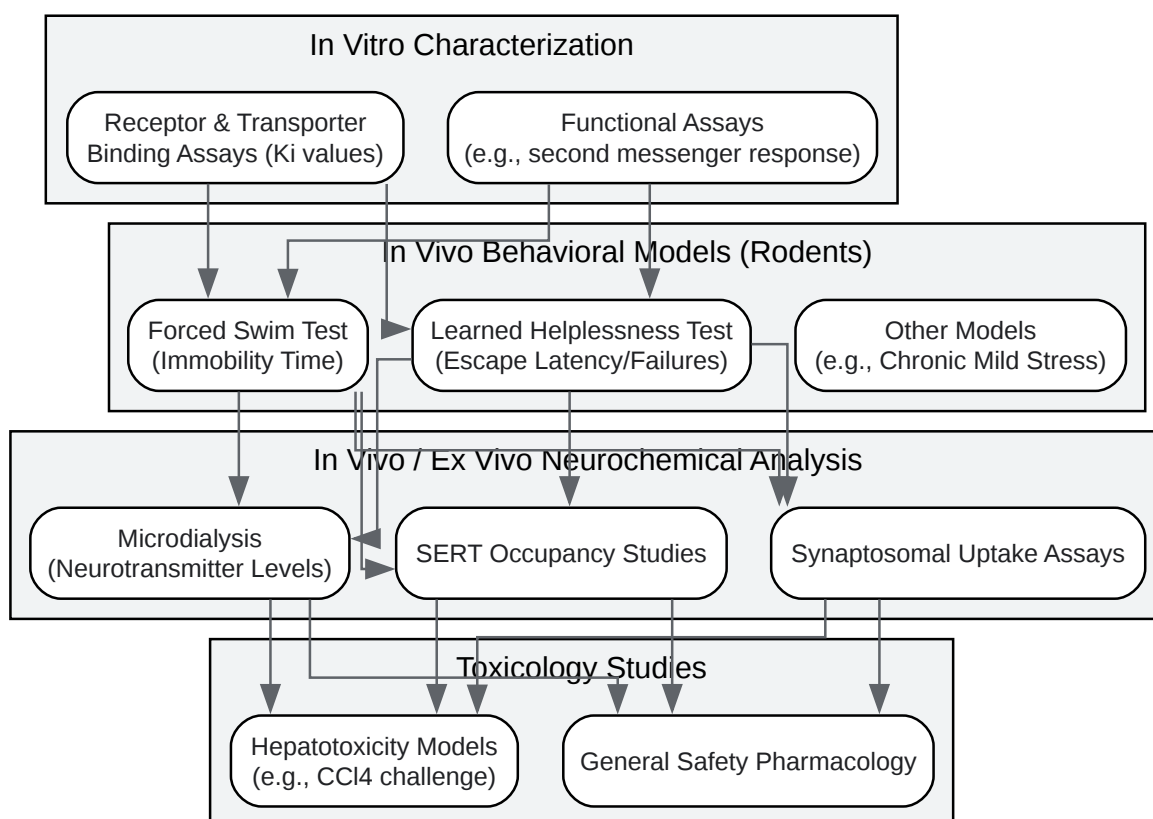 In Vitro Characterization
Receptor & Transporter
Binding Assays (Ki values)
Functional Assays
(e.g., second messenger response)
In Vivo Behavioral Models (Rodents)
Forced Swim Test
(Immobility Time)
Learned Helplessness Test
(Escape Latency/Failures)
Other Models
(e.g., Chronic Mild Stress)
In Vivo / Ex Vivo Neurochemical Analysis
Microdialysis
(Neurotransmitter Levels)
SERT Occupancy Studies
Synaptosomal Uptake Assays
Toxicology Studies
Hepatotoxicity Models
(e.g., CCl4 challenge)
General Safety Pharmacology